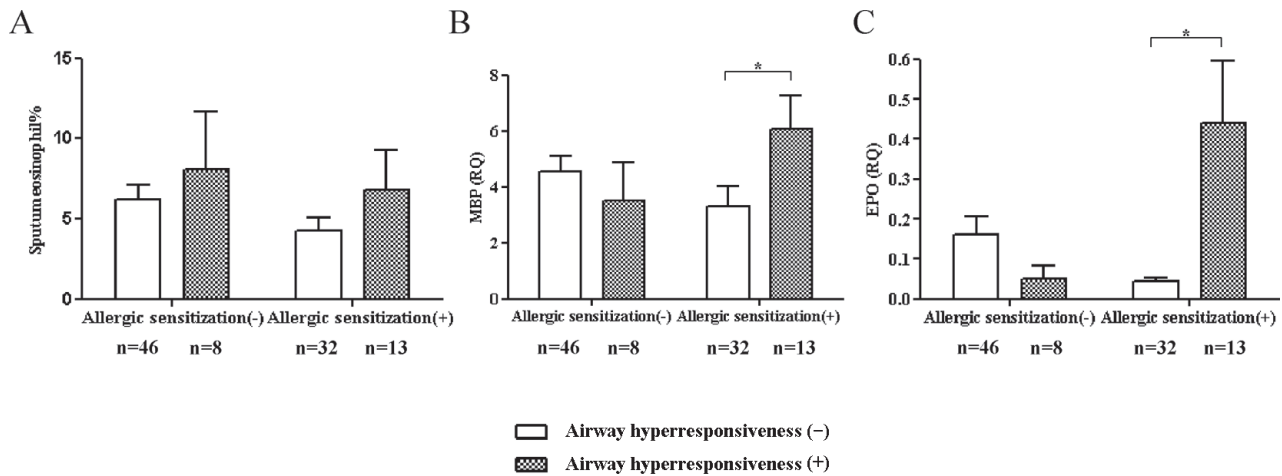 A
Sputumeosinophil%
15
10
5
0
Allergic sensitization(-) Allergic sensitization(+)
n=46 n=8 n=32 n=13
B
MBP (RQ)
8
6
4
2
0
*
Allergic sensitization(-) Allergic sensitization(+)
n=46 n=8 n=32 n=13
C
EPO (RQ)
0.6
0.5
0.4
0.3
0.2
0.1
0.0
*
Allergic sensitization(-) Allergic sensitization(+)
n=46 n=8 n=32 n=13
Airway hyperresponsiveness (−)
Airway hyperresponsiveness (+)